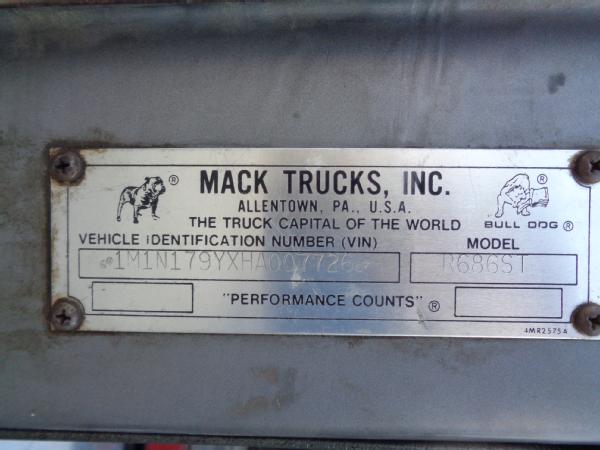 MACK TRUCKS, INC.
ALLENTOWN, PA., U.S.A.
THE TRUCK CAPITAL OF THE WORLD
BULL DOG ®
VEHICLE IDENTIFICATION NUMBER (VIN) MODEL
1M1N179YXHA007726 R686ST
"PERFORMANCE COUNTS" ®
4MR2575A